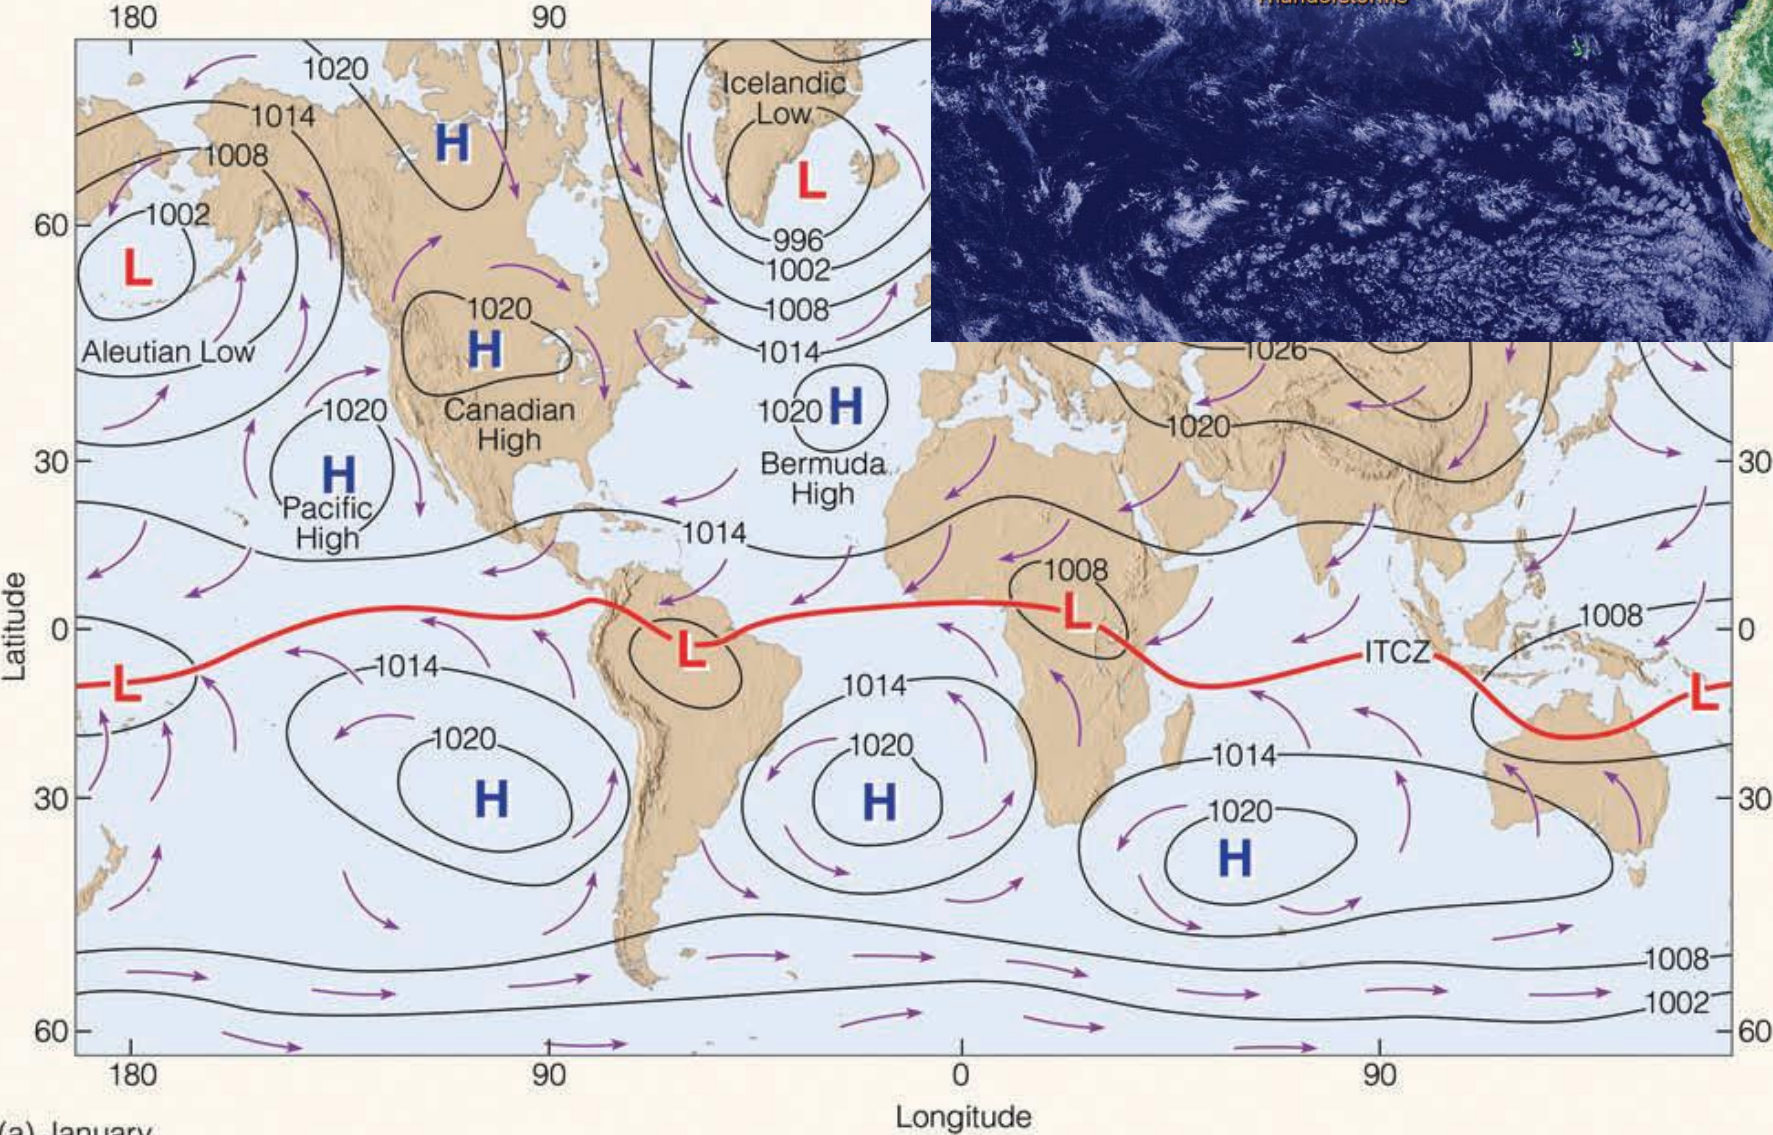 180
90
Thunderstorms
1020
1014
1008
1002
H
Icelandic
Low
L
996
1002
1008
1014
60
L
Aleutian Low
1020
H
Canadian
High
1020
H
Bermuda
High
1026
1020
1020
H
Pacific
High
30
30
1014
1008
L
1008
Latitude
0
0
L
L
ITCZ
L
1014
1020
H
1014
1020
H
1014
1020
H
30
30
1008
1002
60
60
180
90
0
90
Longitude
(a) January